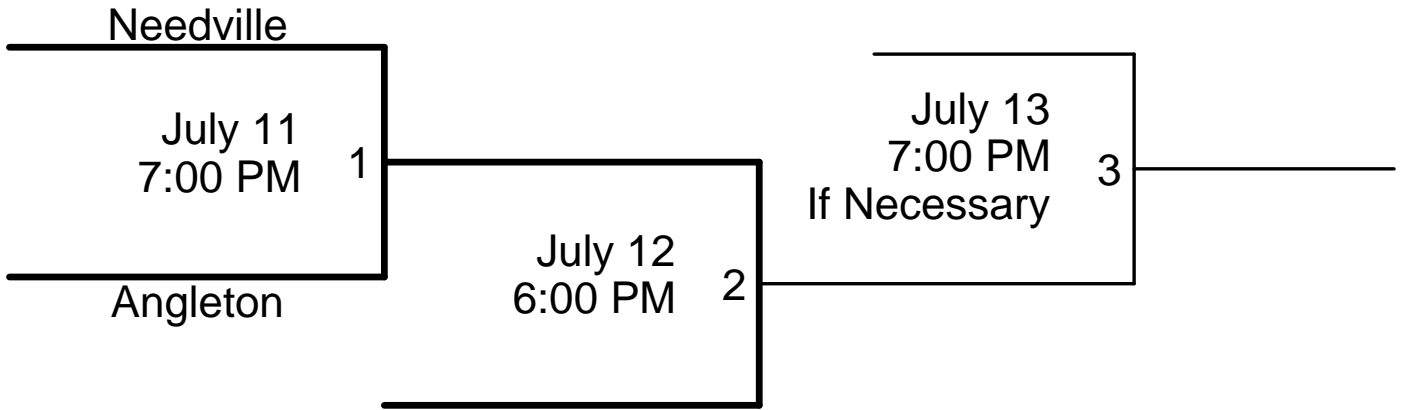 Needville
July 11
7:00 PM
1
Angleton
July 12
6:00 PM
2
July 13
7:00 PM
If Necessary
3